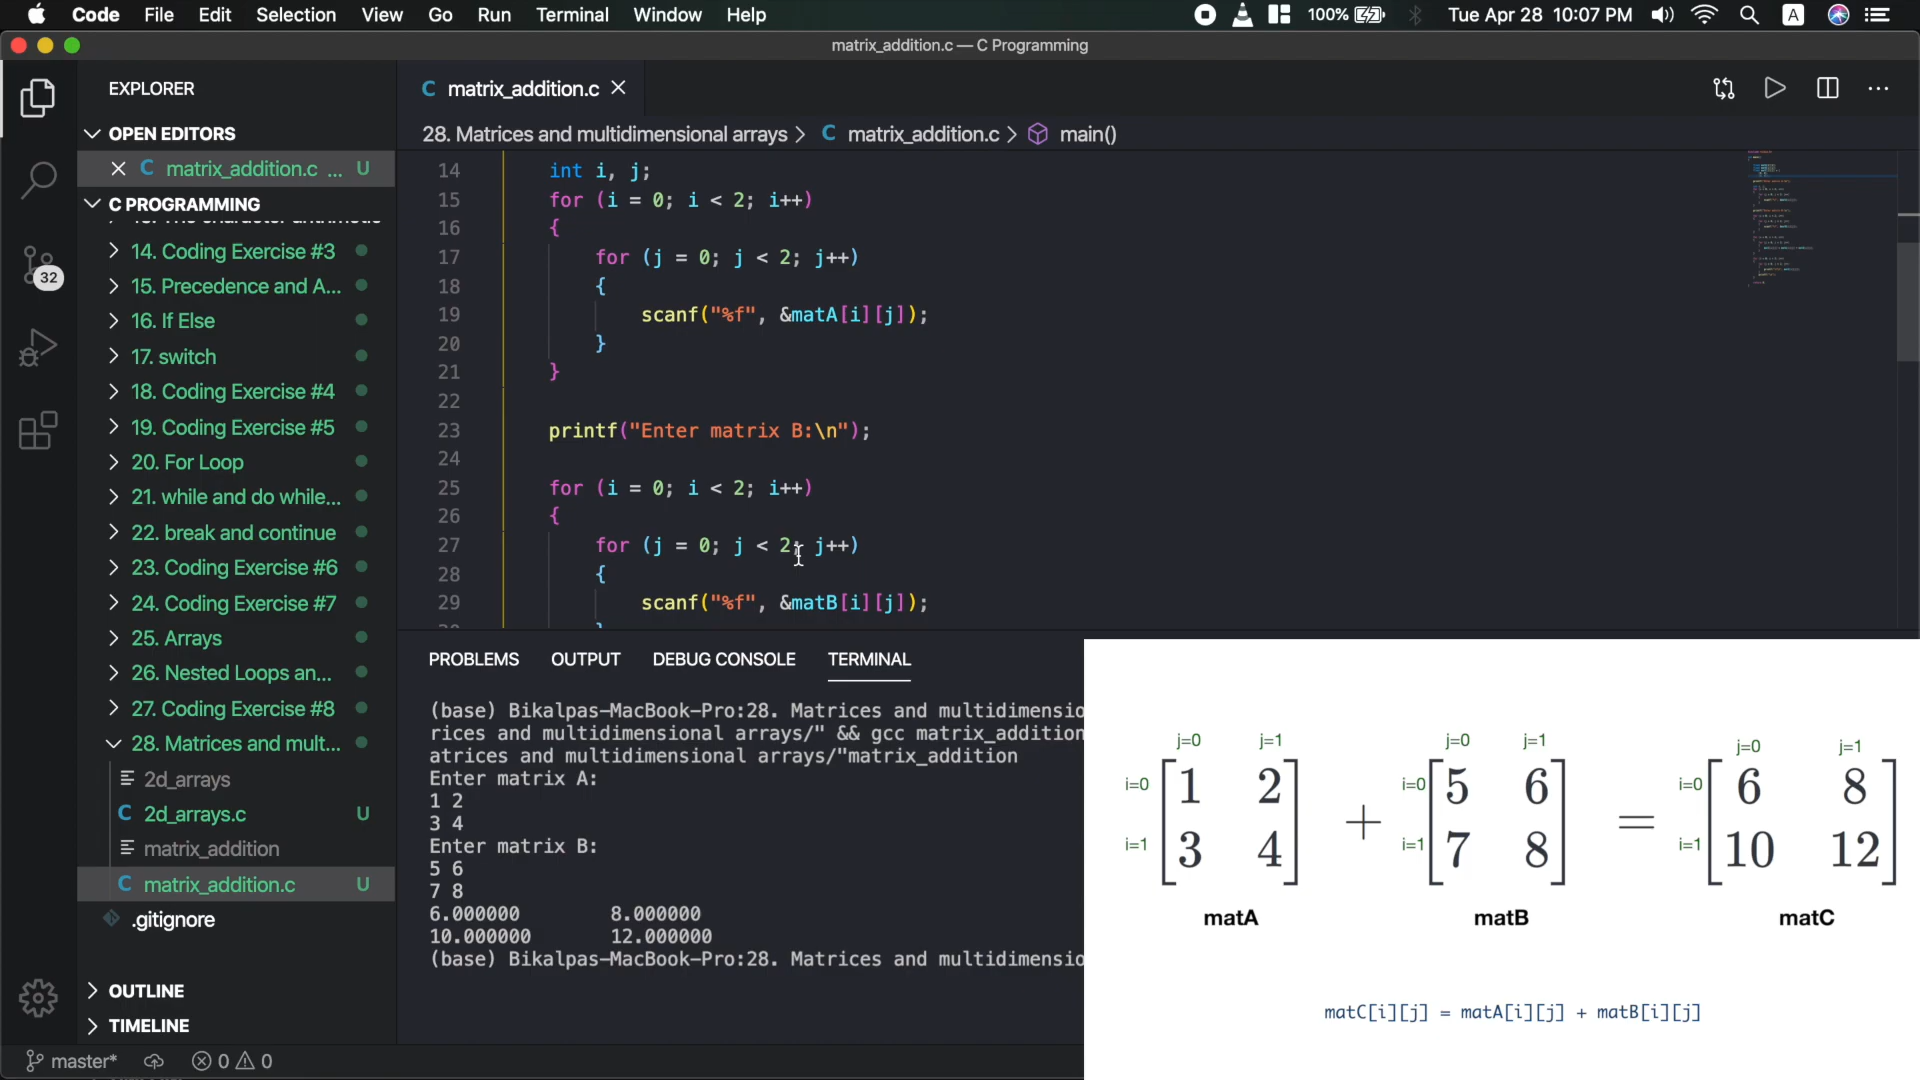 Code File Edit Selection View Go Run Terminal Window Help 100% Tue Apr 28 10:07 PM A
matrix_addition.c — C Programming
EXPLORER
OPEN EDITORS
matrix_addition.c ... U
C PROGRAMMING
14. Coding Exercise #3
15. Precedence and A...
16. If Else
17. switch
18. Coding Exercise #4
19. Coding Exercise #5
20. For Loop
21. while and do while...
22. break and continue
23. Coding Exercise #6
24. Coding Exercise #7
25. Arrays
26. Nested Loops an...
27. Coding Exercise #8
28. Matrices and mult...
2d_arrays
C 2d_arrays.c U
matrix_addition
C matrix_addition.c U
.gitignore
OUTLINE
TIMELINE
32
master* 0 0
C matrix_addition.c
28. Matrices and multidimensional arrays > C matrix_addition.c > main()
14 int i, j;
15 for (i = 0; i < 2; i++)
16 {
17 for (j = 0; j < 2; j++)
18 {
19 scanf("%f", &matA[i][j]);
20 }
21 }
22
23 printf("Enter matrix B:\n");
24
25 for (i = 0; i < 2; i++)
26 {
27 for (j = 0; j < 2; j++)
28 {
29 scanf("%f", &matB[i][j]);
PROBLEMS OUTPUT DEBUG CONSOLE TERMINAL
(base) Bikalpas-MacBook-Pro:28. Matrices and multidimensio
rices and multidimensional arrays/" && gcc matrix_addition
atrices and multidimensional arrays/"matrix_addition
Enter matrix A:
1 2
3 4
Enter matrix B:
5 6
7 8
6.000000 8.000000
10.000000 12.000000
(base) Bikalpas-MacBook-Pro:28. Matrices and multidimensio
j=0 j=1 j=0 j=1 j=0 j=1
i=0 1 2 i=0 5 6 i=0 6 8
+ =
i=1 3 4 i=1 7 8 i=1 10 12
matA matB matC
matC[i][j] = matA[i][j] + matB[i][j]